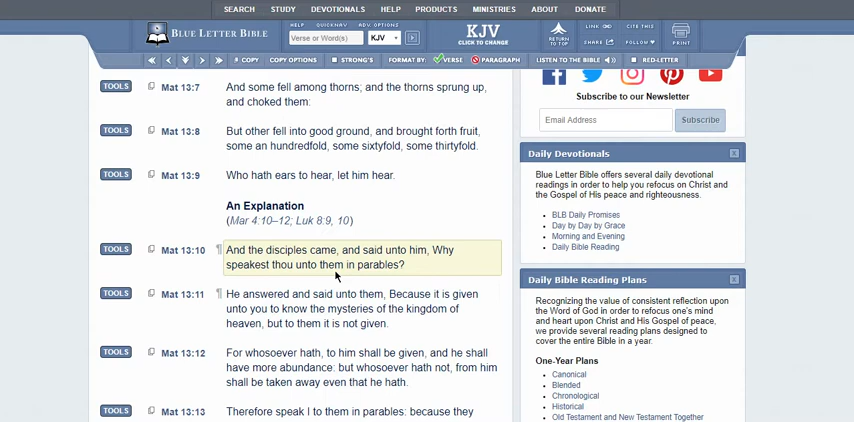 SEARCH STUDY DEVOTIONALS HELP PRODUCTS MINISTRIES ABOUT DONATE
BLUE LETTER BIBLE
HELP QUICKNAV ADV. OPTIONS
Verse or Word(s) KJV
KJV
CLICK TO CHANGE
RETURN
TO TOP
LINK
SHARE
CITE THIS
FOLLOW
PRINT
COPY COPY OPTIONS STRONG'S FORMAT BY: VERSE PARAGRAPH LISTEN TO THE BIBLE RED-LETTER
TOOLS Mat 13:7 And some fell among thorns; and the thorns sprung up,
and choked them:
TOOLS Mat 13:8 But other fell into good ground, and brought forth fruit,
some an hundredfold, some sixtyfold, some thirtyfold.
TOOLS Mat 13:9 Who hath ears to hear, let him hear.
An Explanation
(Mar 4:10–12; Luk 8:9, 10)
TOOLS Mat 13:10 ¶ And the disciples came, and said unto him, Why
speakest thou unto them in parables?
TOOLS Mat 13:11 ¶ He answered and said unto them, Because it is given
unto you to know the mysteries of the kingdom of
heaven, but to them it is not given.
TOOLS Mat 13:12 For whosoever hath, to him shall be given, and he shall
have more abundance: but whosoever hath not, from him
shall be taken away even that he hath.
TOOLS Mat 13:13 Therefore speak I to them in parables: because they
Subscribe to our Newsletter
Email Address Subscribe
Daily Devotionals x
Blue Letter Bible offers several daily devotional
readings in order to help you refocus on Christ and
the Gospel of His peace and righteousness.
• BLB Daily Promises
• Day by Day by Grace
• Morning and Evening
• Daily Bible Reading
Daily Bible Reading Plans x
Recognizing the value of consistent reflection upon
the Word of God in order to refocus one's mind
and heart upon Christ and His Gospel of peace,
we provide several reading plans designed to
cover the entire Bible in a year.
One-Year Plans
• Canonical
• Blended
• Chronological
• Historical
• Old Testament and New Testament Together